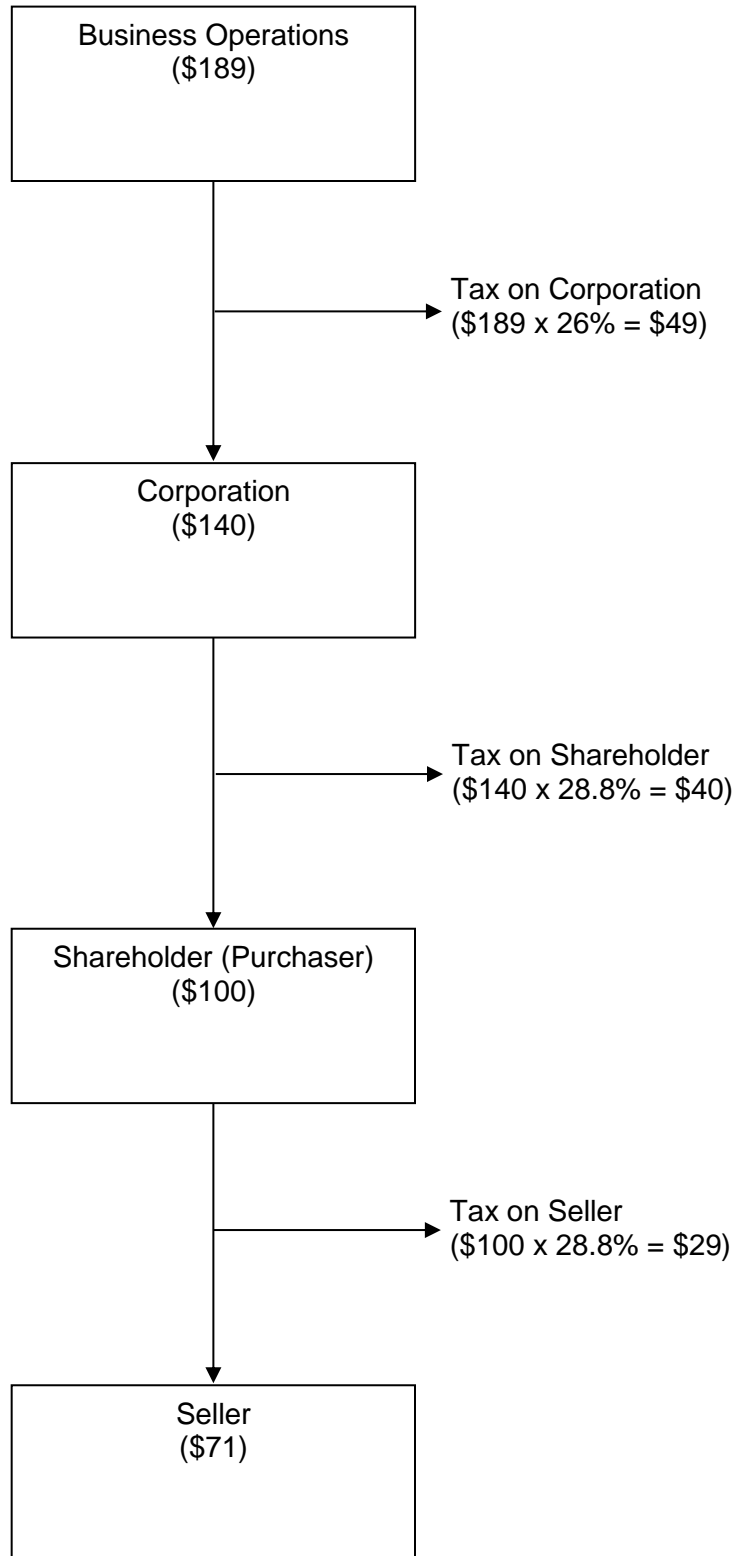 Business Operations
($189)
Tax on Corporation
($189 x 26% = $49)
Corporation
($140)
Tax on Shareholder
($140 x 28.8% = $40)
Shareholder (Purchaser)
($100)
Tax on Seller
($100 x 28.8% = $29)
Seller
($71)